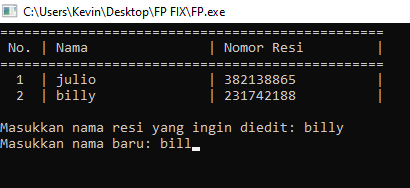 C:\Users\Kevin\Desktop\FP FIX\FP.exe
===============================================
No. | Nama | Nomor Resi |
===============================================
1 | julio | 382138865 |
2 | billy | 231742188 |
Masukkan nama resi yang ingin diedit: billy
Masukkan nama baru: bill